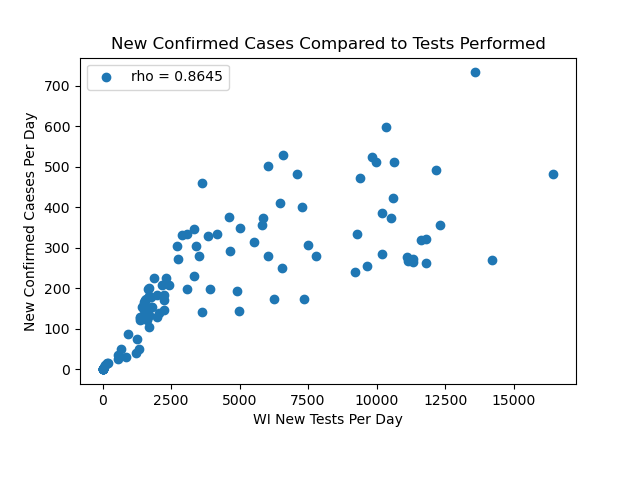 New Confirmed Cases Compared to Tests Performed
rho = 0.8645
New Confirmed Caeses Per Day
700
600
500
400
300
200
100
0
0 2500 5000 7500 10000 12500 15000
WI New Tests Per Day